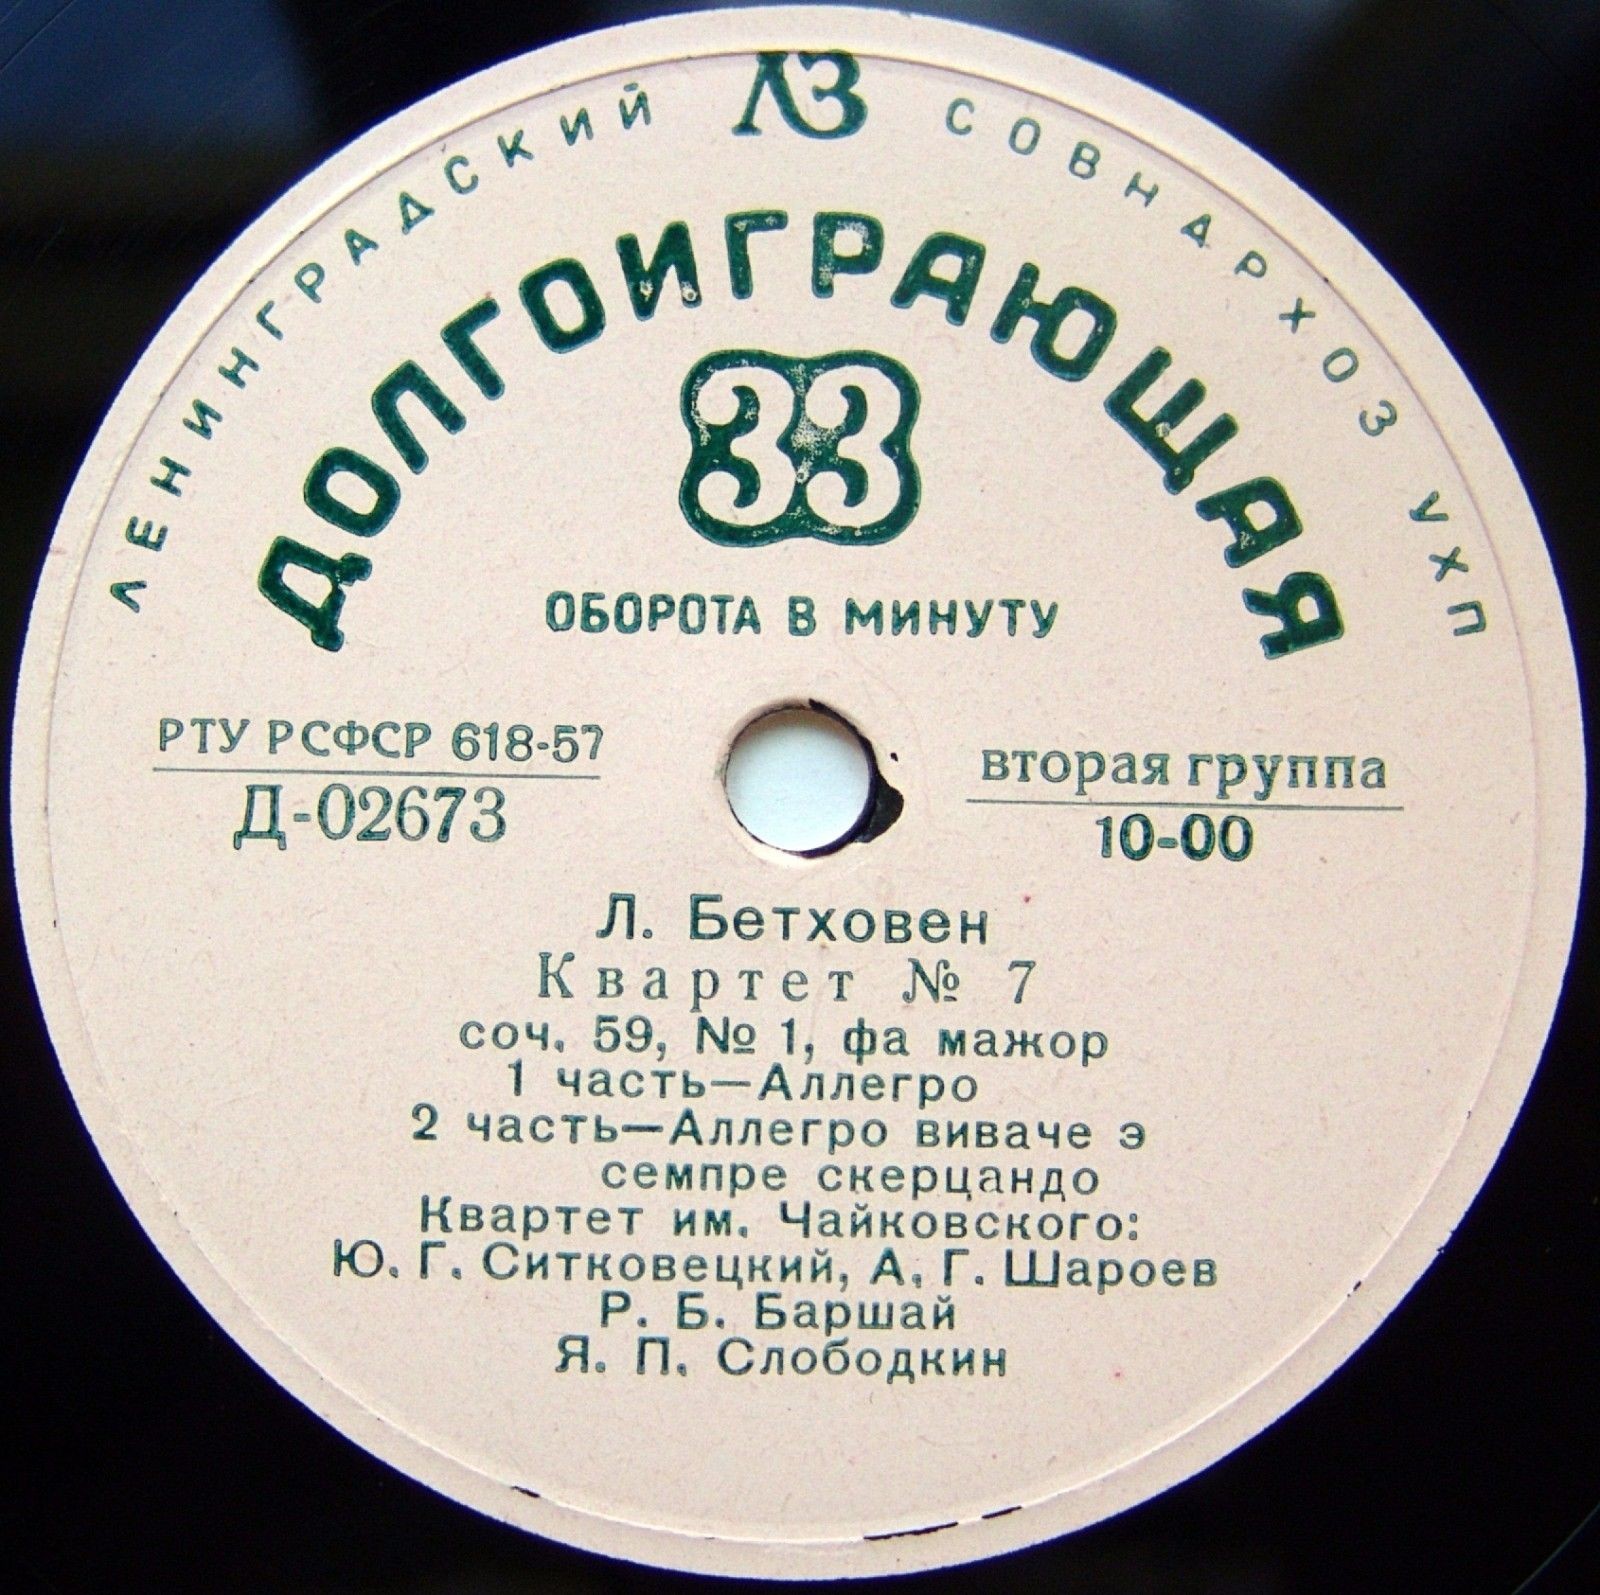 ЛЗ
ЛЕНИНГРАДСКИЙ СОВНАРХОЗ УХП
ДОЛГОИГРАЮЩАЯ
33
ОБОРОТА В МИНУТУ
РТУ РСФСР 618-57
Д-02673
вторая группа
10-00
Л. Бетховен
Квартет № 7
соч. 59, № 1, фа мажор
1 часть—Аллегро
2 часть—Аллегро виваче э
семпре скерцандо
Квартет им. Чайковского:
Ю. Г. Ситковецкий, А. Г. Шароев
Р. Б. Баршай
Я. П. Слободкин